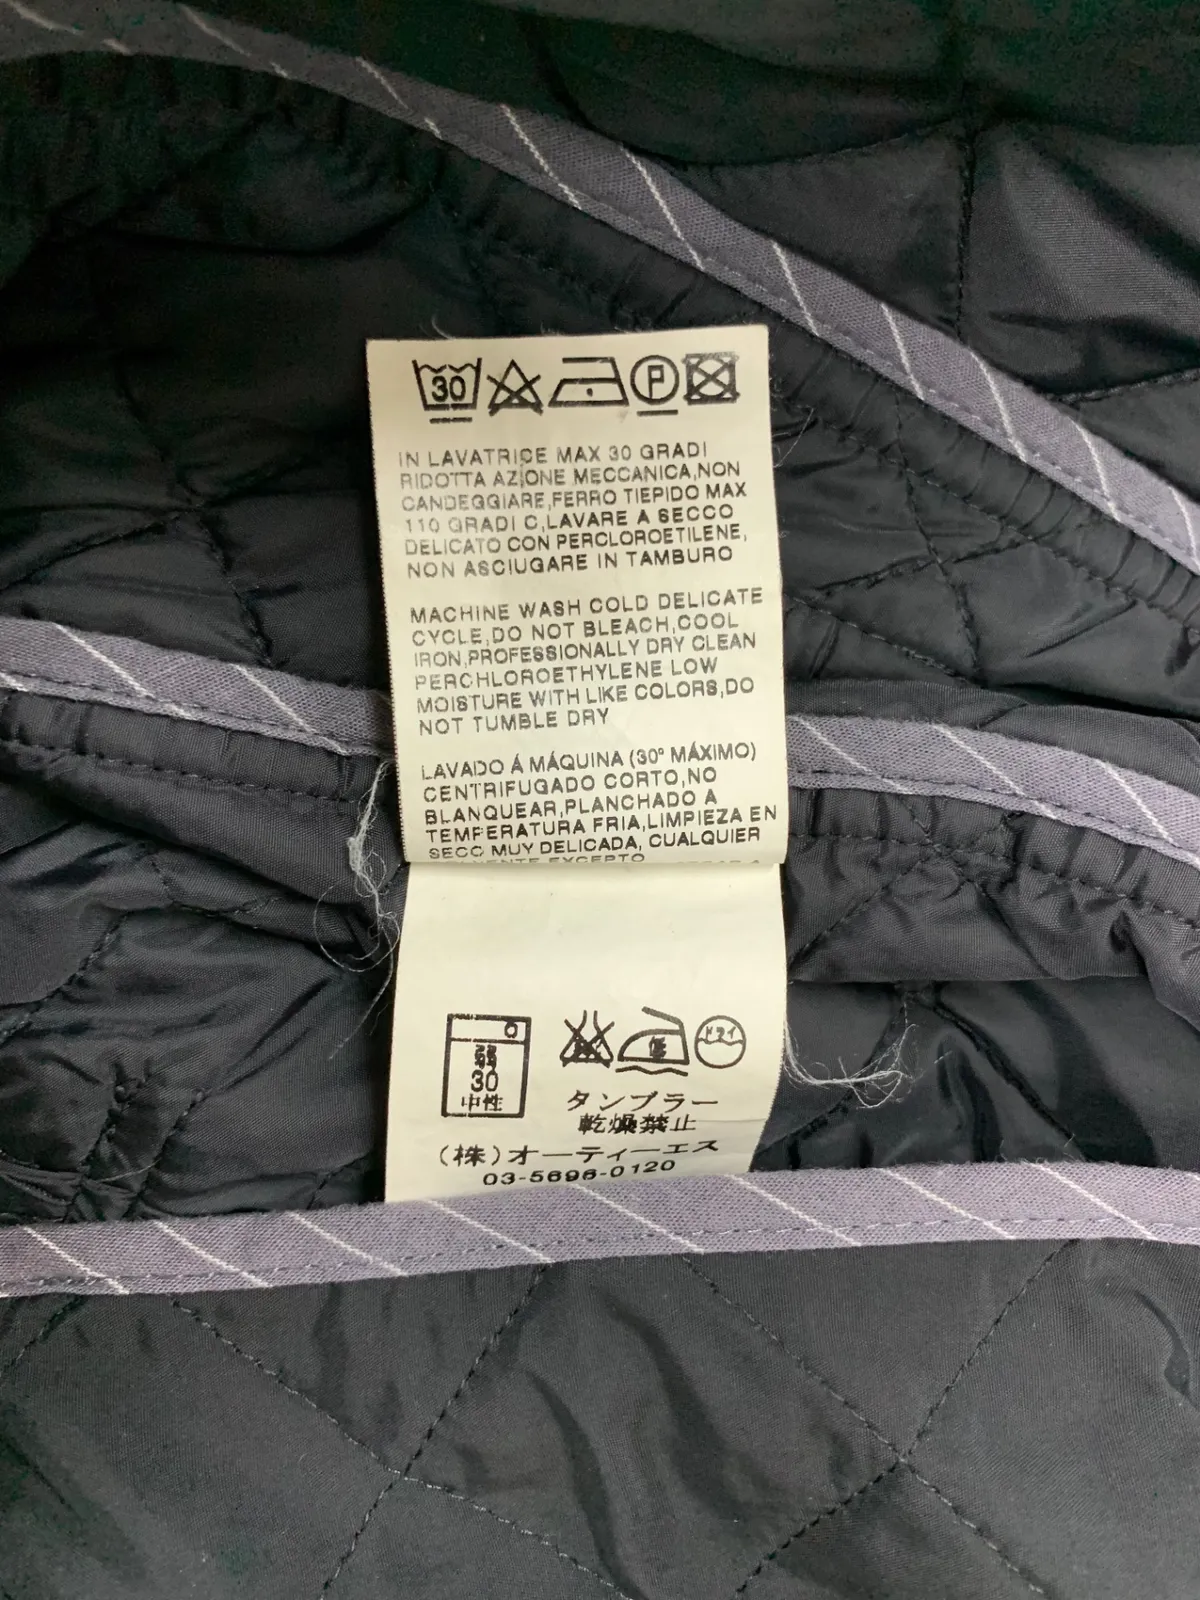 30
P
IN LAVATRICE MAX 30 GRADI
RIDOTTA AZIONE MECCANICA,NON
CANDEGGIARE,FERRO TIEPIDO MAX
110 GRADI C,LAVARE A SECCO
DELICATO CON PERCLOROETILENE,
NON ASCIUGARE IN TAMBURO
MACHINE WASH COLD DELICATE
CYCLE,DO NOT BLEACH,COOL
IRON,PROFESSIONALLY DRY CLEAN
PERCHLOROETHYLENE LOW
MOISTURE WITH LIKE COLORS,DO
NOT TUMBLE DRY
LAVADO Á MÁQUINA (30° MÁXIMO)
CENTRIFUGADO CORTO,NO
BLANQUEAR,PLANCHADO A
TEMPERATURA FRIA,LIMPIEZA EN
SECO MUY DELICADA, CUALQUIER
EXCEPTO
30
中性
ドライ
タンブラー
乾燥禁止
(株)オーティーエス
03-5696-0120